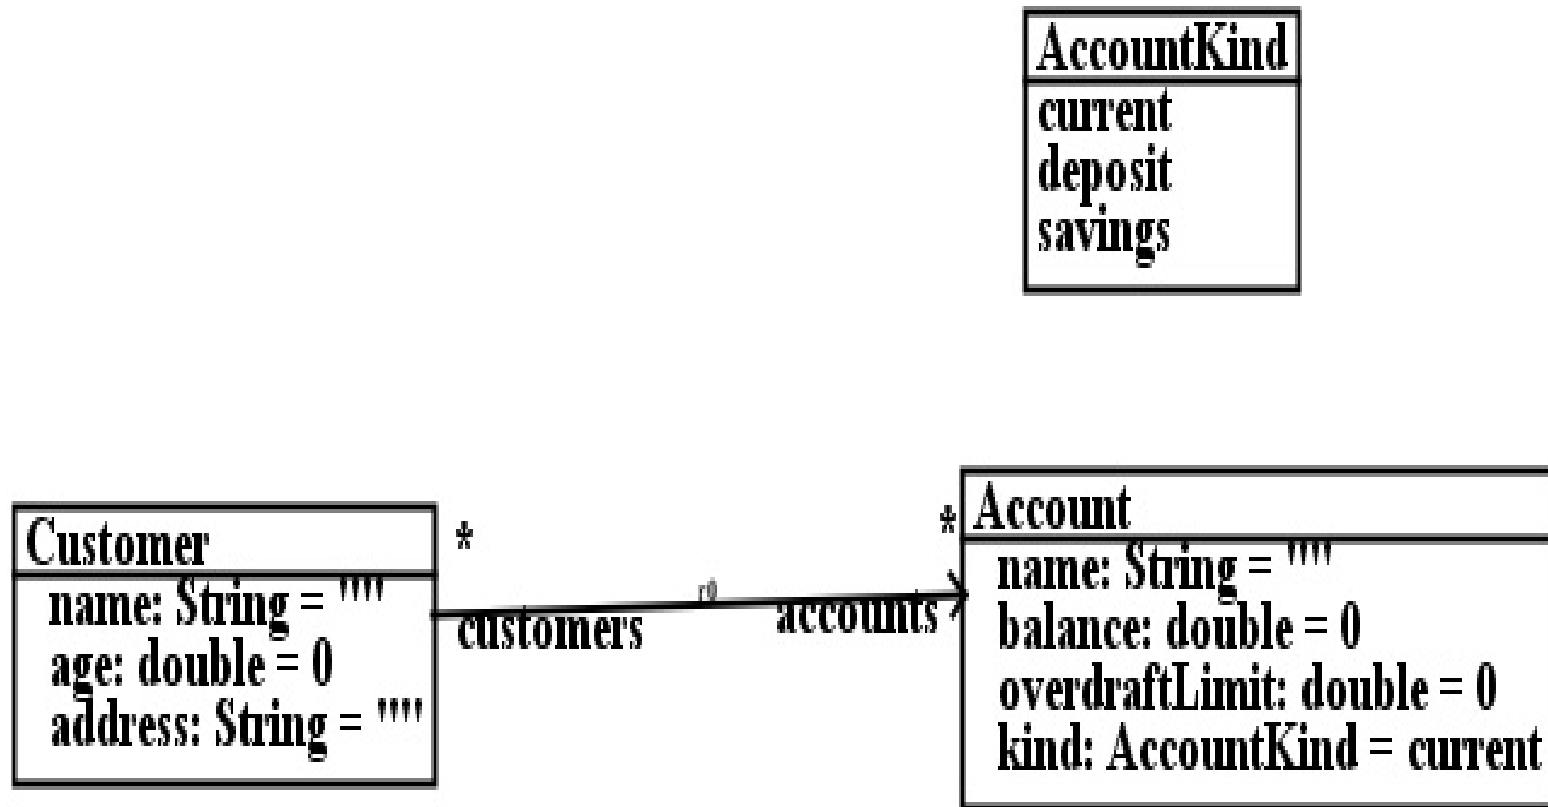 AccountKind
current
deposit
savings
Customer
name: String = """"
age: double = 0
address: String = """"
*
customers
r0
accounts
*
Account
name: String = """"
balance: double = 0
overdraftLimit: double = 0
kind: AccountKind = current